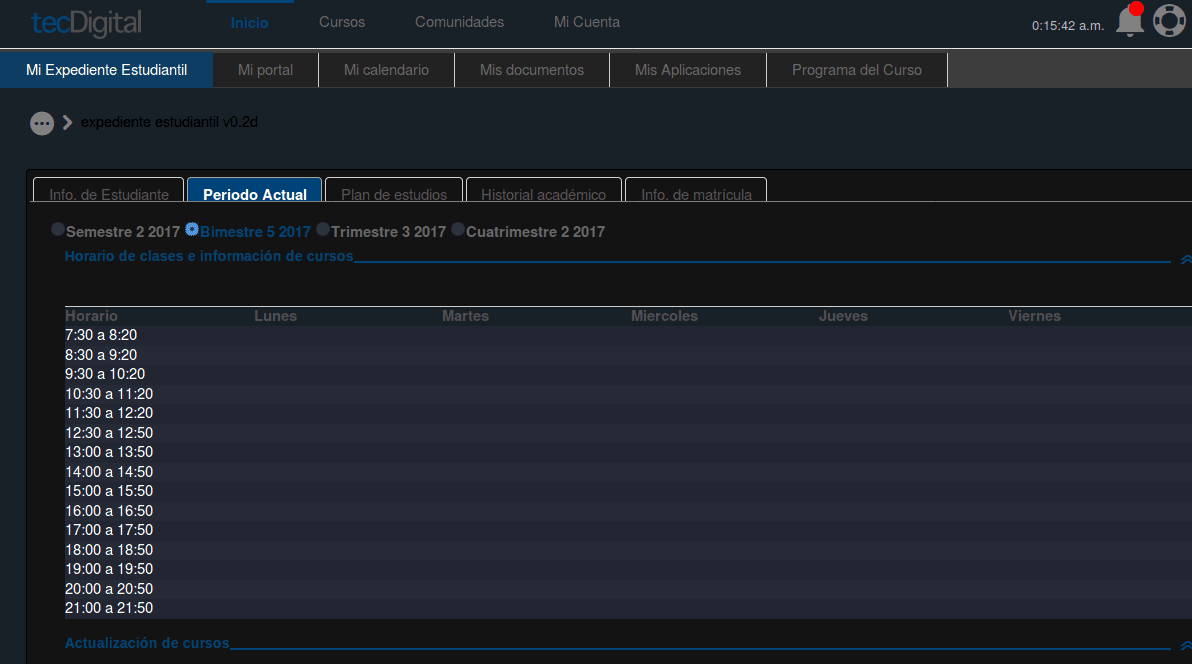 tecDigital Inicio Cursos Comunidades Mi Cuenta 0:15:42 a.m.
Mi Expediente Estudiantil Mi portal Mi calendario Mis documentos Mis Aplicaciones Programa del Curso
expediente estudiantil v0.2d
Info. de Estudiante Periodo Actual Plan de estudios Historial académico Info. de matrícula
Semestre 2 2017 Bimestre 5 2017 Trimestre 3 2017 Cuatrimestre 2 2017
Horario de clases e información de cursos
Horario Lunes Martes Miercoles Jueves Viernes
7:30 a 8:20
8:30 a 9:20
9:30 a 10:20
10:30 a 11:20
11:30 a 12:20
12:30 a 12:50
13:00 a 13:50
14:00 a 14:50
15:00 a 15:50
16:00 a 16:50
17:00 a 17:50
18:00 a 18:50
19:00 a 19:50
20:00 a 20:50
21:00 a 21:50
Actualización de cursos